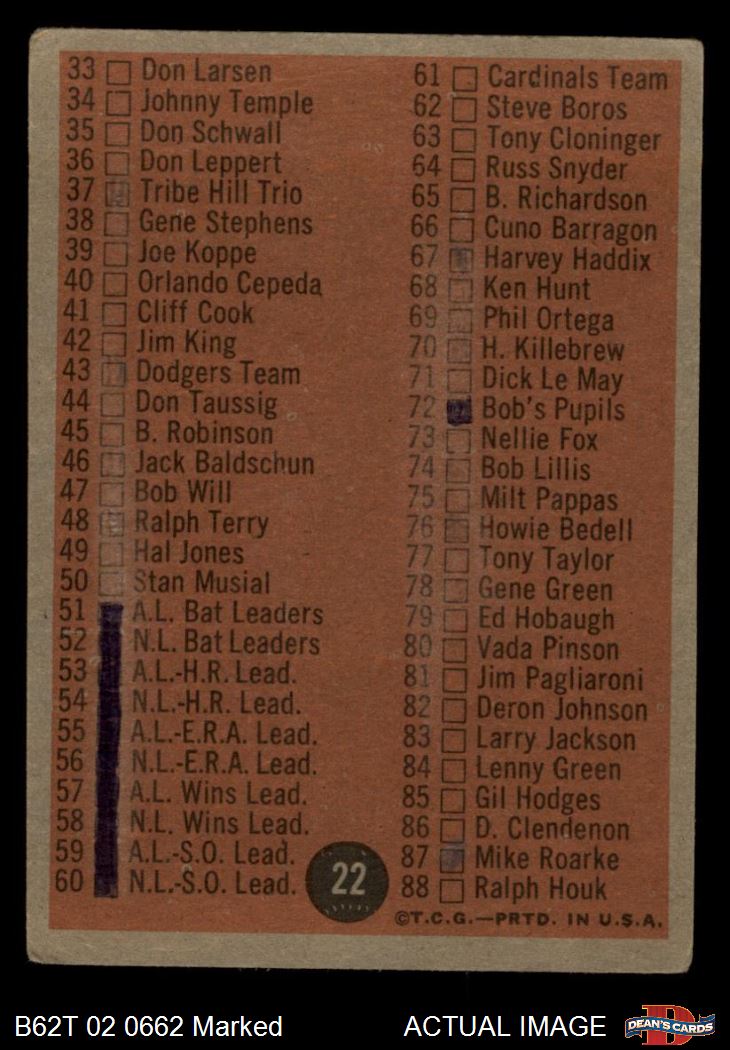 33 Don Larsen
34 Johnny Temple
35 Don Schwall
36 Don Leppert
37 Tribe Hill Trio
38 Gene Stephens
39 Joe Koppe
40 Orlando Cepeda
41 Cliff Cook
42 Jim King
43 Dodgers Team
44 Don Taussig
45 B. Robinson
46 Jack Baldschun
47 Bob Will
48 Ralph Terry
49 Hal Jones
50 Stan Musial
51 A.L. Bat Leaders
52 N.L. Bat Leaders
53 A.L.-H.R. Lead.
54 N.L.-H.R. Lead.
55 A.L.-E.R.A. Lead.
56 N.L.-E.R.A. Lead.
57 A.L. Wins Lead.
58 N.L. Wins Lead.
59 A.L.-S.O. Lead.
60 N.L.-S.O. Lead.
22
61 Cardinals Team
62 Steve Boros
63 Tony Cloninger
64 Russ Snyder
65 B. Richardson
66 Cuno Barragon
67 Harvey Haddix
68 Ken Hunt
69 Phil Ortega
70 H. Killebrew
71 Dick Le May
72 Bob's Pupils
73 Nellie Fox
74 Bob Lillis
75 Milt Pappas
76 Howie Bedell
77 Tony Taylor
78 Gene Green
79 Ed Hobaugh
80 Vada Pinson
81 Jim Pagliaroni
82 Deron Johnson
83 Larry Jackson
84 Lenny Green
85 Gil Hodges
86 D. Clendenon
87 Mike Roarke
88 Ralph Houk
©T.C.G.—PRTD. IN U.S.A.
B62T 02 0662 Marked
ACTUAL IMAGE
D
DEAN'S CARDS